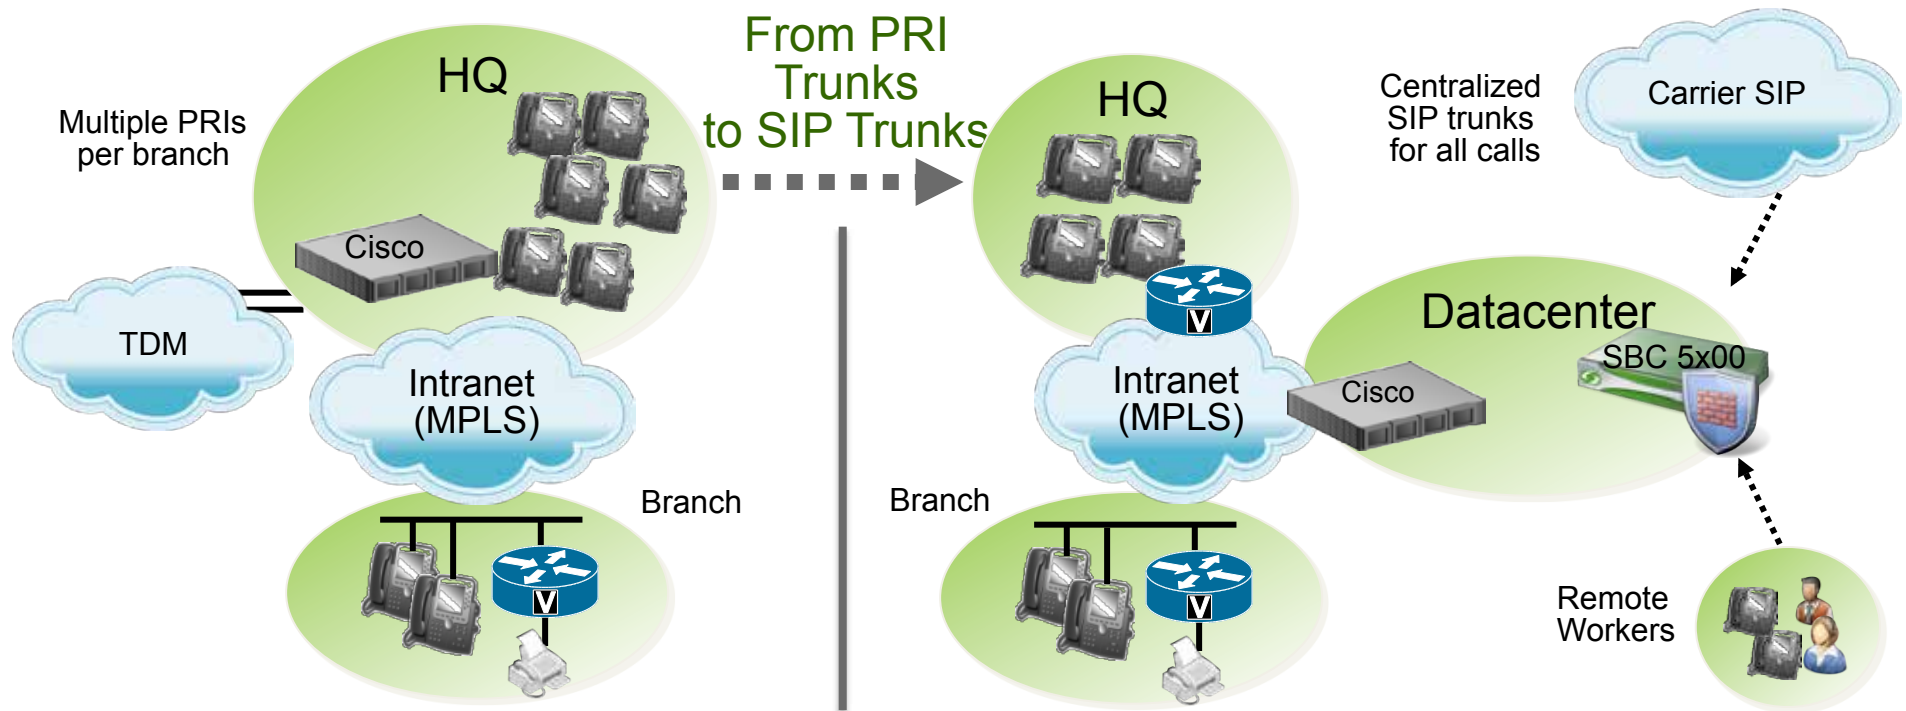 From PRI
Trunks
to SIP Trunks
HQ
Multiple PRIs
per branch
Cisco
TDM
Intranet
(MPLS)
Branch
V
HQ
Centralized
SIP trunks
for all calls
Carrier SIP
V
Datacenter
SBC 5x00
Intranet
(MPLS)
Cisco
Branch
V
Remote
Workers